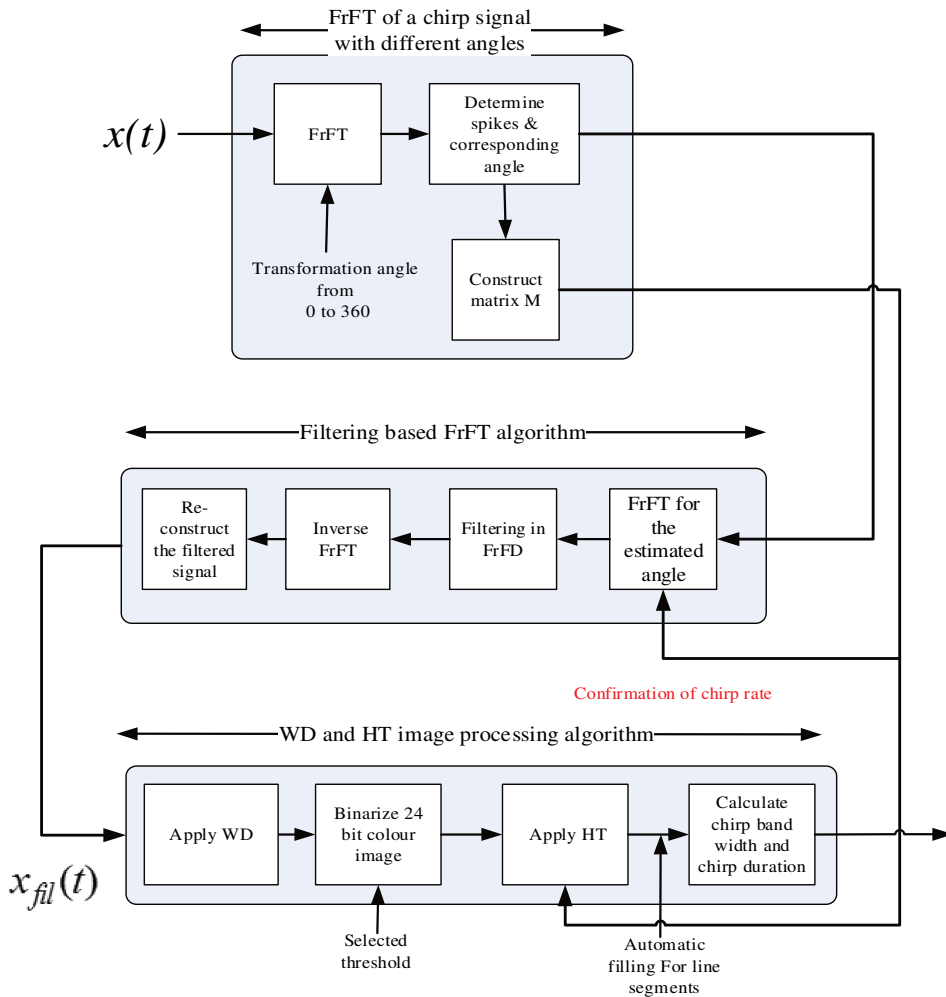 FrFT of a chirp signal
with different angles
x(t)
FrFT
Determine
spikes &
corresponding
angle
Transformation angle
from
0 to 360
Construct
matrix M
Filtering based FrFT algorithm
Re-
construct
the filtered
signal
Inverse
FrFT
Filtering in
FrFD
FrFT for
the
estimated
angle
Confirmation of chirp rate
WD and HT image processing algorithm
Apply WD
Binarize 24
bit colour
image
Apply HT
Calculate
chirp band
width and
chirp duration
x_fil(t)
Selected
threshold
Automatic
filling For line
segments